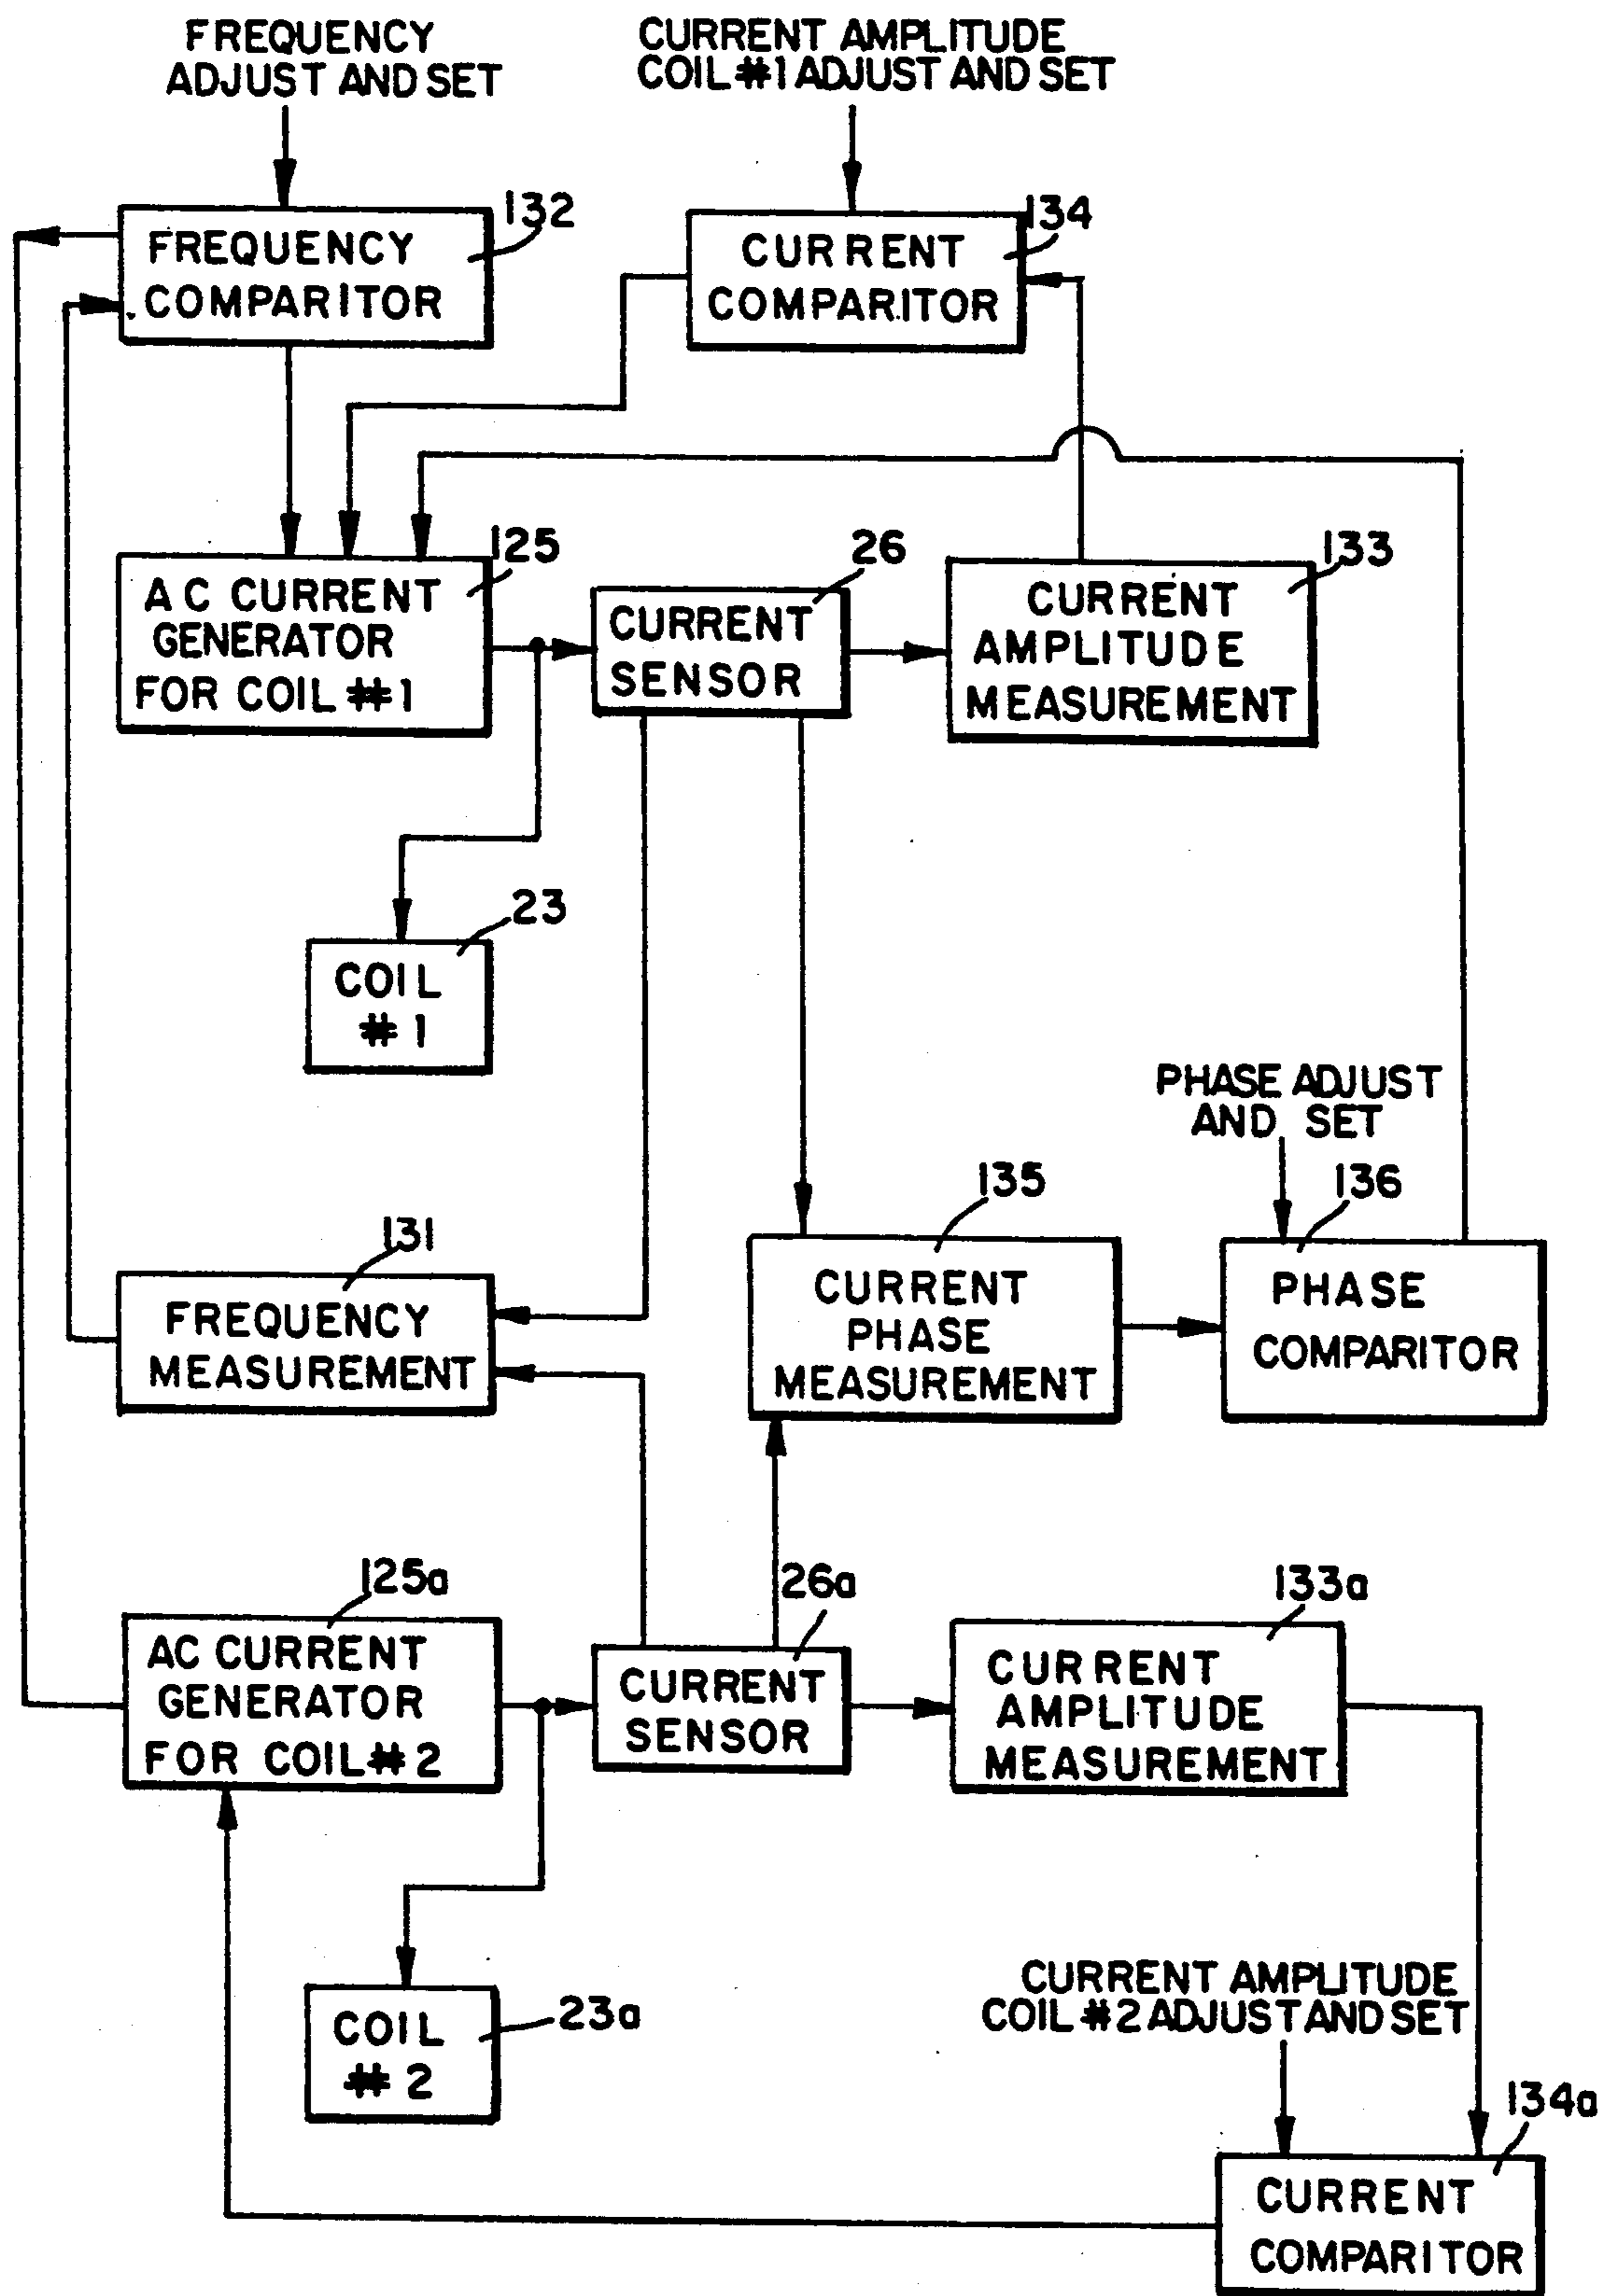 FREQUENCY
ADJUST AND SET
CURRENT AMPLITUDE
COIL #1 ADJUST AND SET
132
FREQUENCY
COMPARITOR
134
CURRENT
COMPARITOR
125
AC CURRENT
GENERATOR
FOR COIL #1
26
CURRENT
SENSOR
133
CURRENT
AMPLITUDE
MEASUREMENT
23
COIL
#1
PHASE ADJUST
AND SET
131
FREQUENCY
MEASUREMENT
135
CURRENT
PHASE
MEASUREMENT
136
PHASE
COMPARITOR
125a
AC CURRENT
GENERATOR
FOR COIL #2
26a
CURRENT
SENSOR
133a
CURRENT
AMPLITUDE
MEASUREMENT
23a
COIL
#2
CURRENT AMPLITUDE
COIL #2 ADJUST AND SET
134a
CURRENT
COMPARITOR